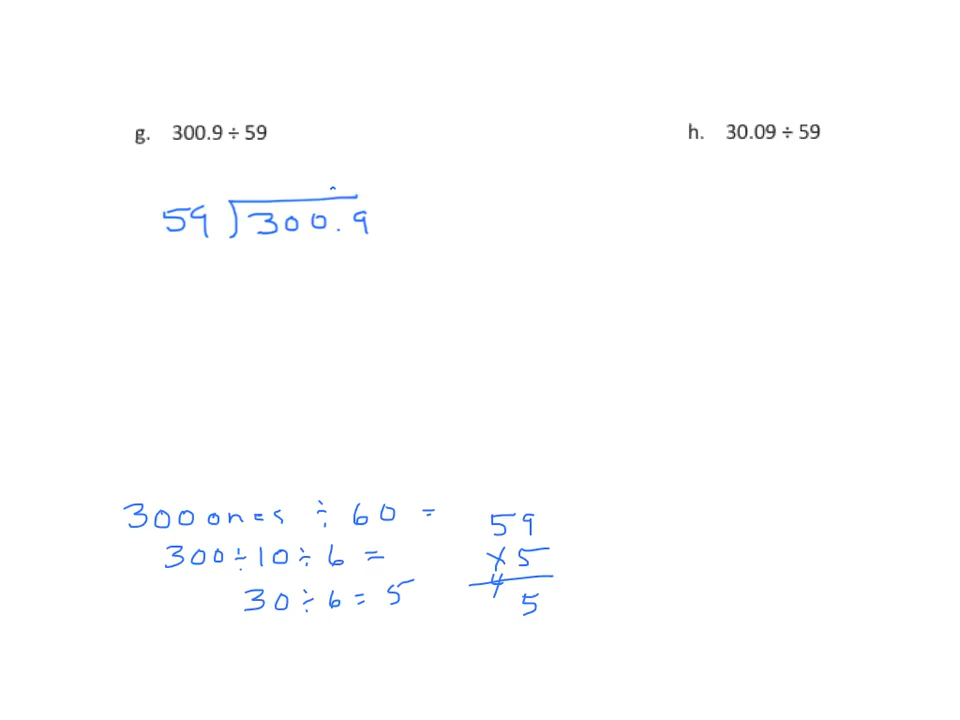 g. 300.9 ÷ 59
h. 30.09 ÷ 59
59 ) 300.9
300 ones ÷ 60 =
300 ÷ 10 ÷ 6 =
30 ÷ 6 = 5
59
× 5
4
5